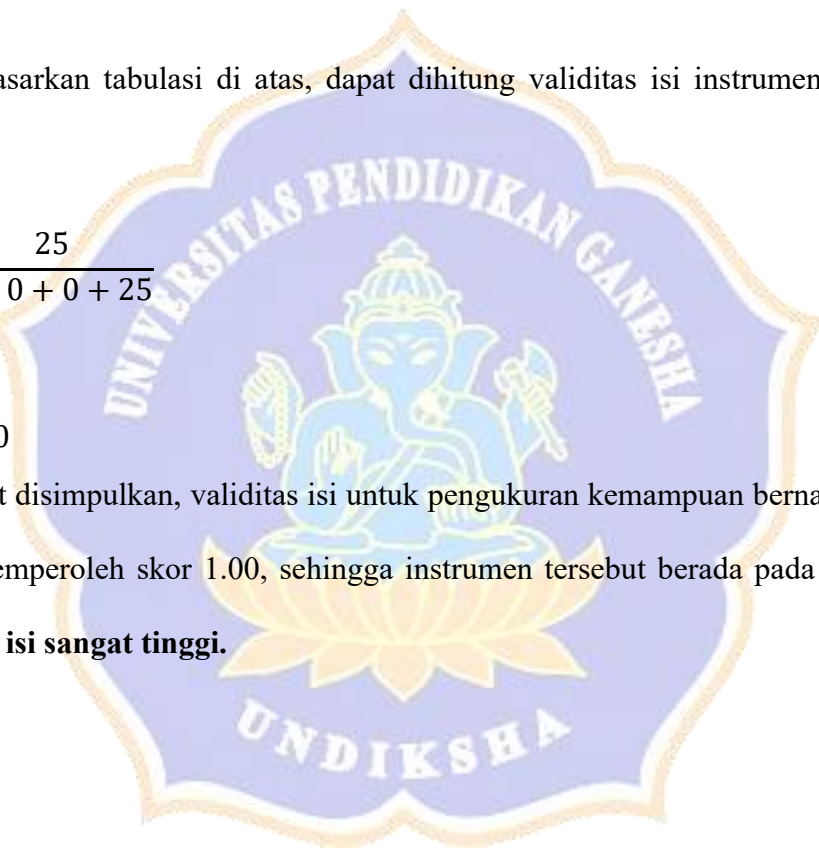 asarkan tabulasi di atas, dapat dihitung validitas isi instrumen
UNIVERSITAS PENDIDIKAN GANESHA
25
0 + 0 + 25
0
t disimpulkan, validitas isi untuk pengukuran kemampuan berna
emperoleh skor 1.00, sehingga instrumen tersebut berada pada
isi sangat tinggi.
UNDIKSHA